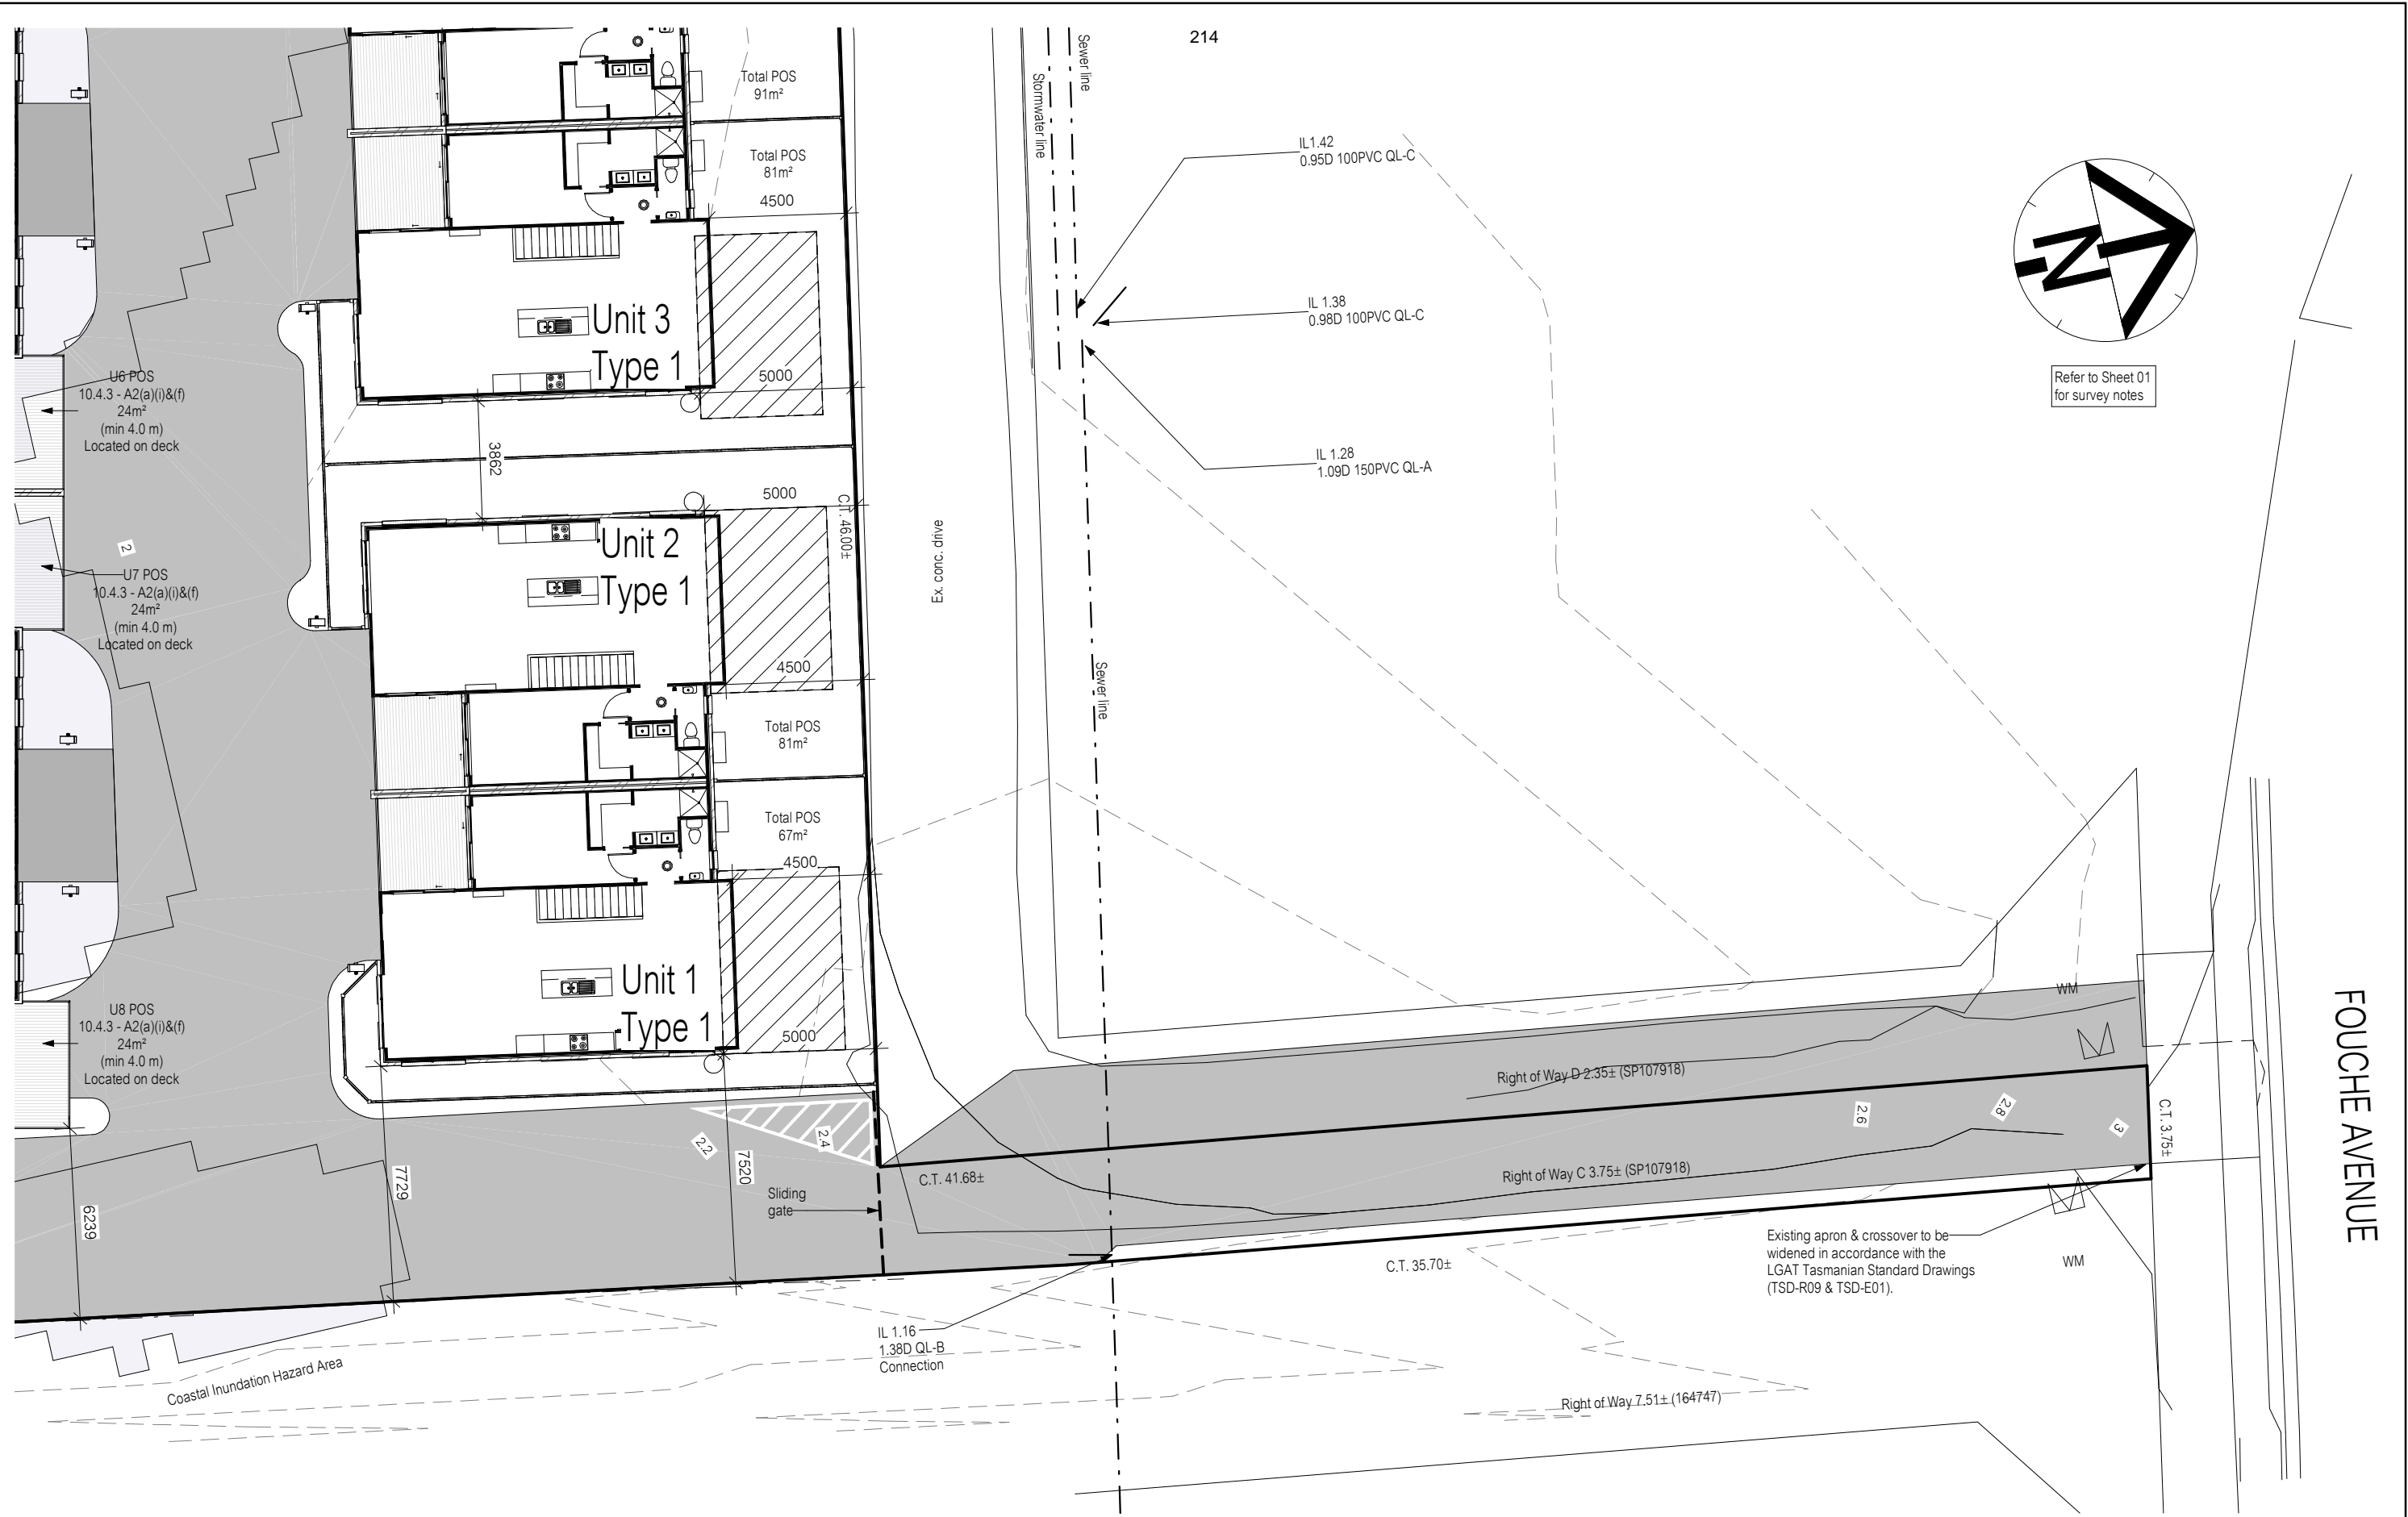 214
Sewer line
Stormwater line
Total POS
91m²
Total POS
81m²
4500
IL1.42
0.95D 100PVC QL-C
IL 1.38
0.98D 100PVC QL-C
IL 1.28
1.09D 150PVC QL-A
N
Refer to Sheet 01
for survey notes
Unit 3
Type 1
5000
U6 POS
10.4.3 - A2(a)(i)&(f)
24m²
(min 4.0 m)
Located on deck
3862
5000
C.T. 46.00±
Ex. conc. drive
Unit 2
Type 1
2
U7 POS
10.4.3 - A2(a)(i)&(f)
24m²
(min 4.0 m)
Located on deck
4500
Sewer line
Total POS
81m²
Total POS
67m²
4500
Unit 1
Type 1
5000
U8 POS
10.4.3 - A2(a)(i)&(f)
24m²
(min 4.0 m)
Located on deck
WM
FOUCHE AVENUE
Right of Way D 2.35± (SP107918)
2.6
2.8
3
C.T. 3.75±
2.2
2.4
C.T. 41.68±
Right of Way C 3.75± (SP107918)
7729
7520
6239
Sliding
gate
Existing apron & crossover to be
widened in accordance with the
LGAT Tasmanian Standard Drawings
(TSD-R09 & TSD-E01).
WM
C.T. 35.70±
IL 1.16
1.38D QL-B
Connection
Coastal Inundation Hazard Area
Right of Way 7.51± (164747)